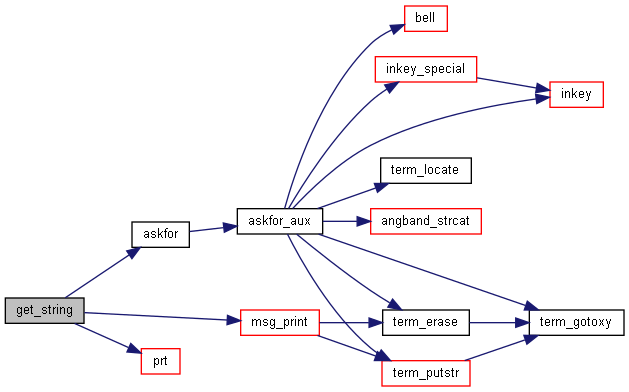 bell
inkey_special
inkey
term_locate
askfor_aux
angband_strcat
askfor
get_string
msg_print
term_erase
term_gotoxy
prt
term_putstr